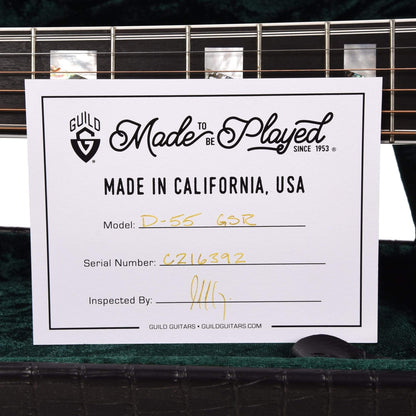 GUILD
G
Made TO BE Played
SINCE 1953 ®
MADE IN CALIFORNIA, USA
Model: D-55 GSR
Serial Number: C216392
Inspected By:
GUILD GUITARS • GUILDGUITARS.COM